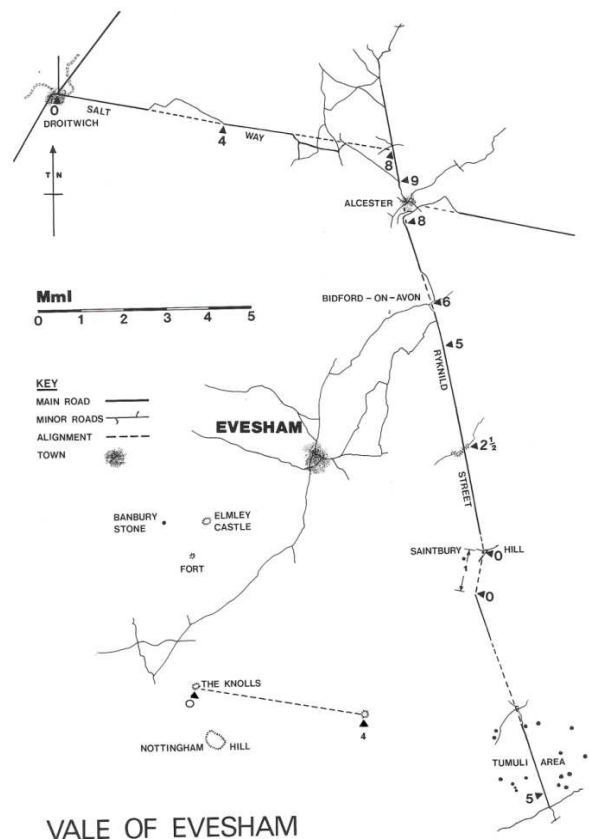 0
DROITWICH
SALT WAY
4
8
9
ALCESTER
8
T N
MmI
0 1 2 3 4 5
BIDFORD-ON-AVON
6
5
RYKNILD STREET
KEY
MAIN ROAD
MINOR ROADS
ALIGNMENT
TOWN
EVESHAM
2½
BANBURY
STONE
ELMLEY
CASTLE
FORT
SAINTBURY HILL
0
1
0
THE KNOLLS
0
4
NOTTINGHAM HILL
TUMULI AREA
5
VALE OF EVESHAM